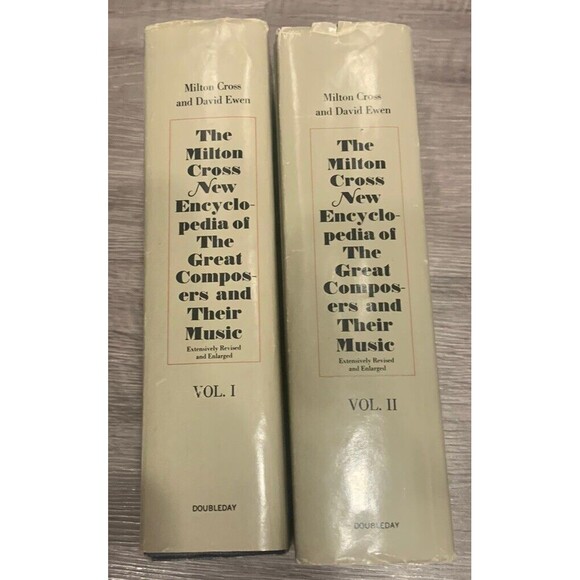 Milton Cross
and David Ewen
The
Milton
Cross
New
Encyclo-
pedia of
The
Great
Compos-
ers and
Their
Music
Extensively Revised
and Enlarged
VOL. I
DOUBLEDAY
Milton Cross
and David Ewen
The
Milton
Cross
New
Encyclo-
pedia of
The
Great
Compos-
ers and
Their
Music
Extensively Revised
and Enlarged
VOL. II
DOUBLEDAY